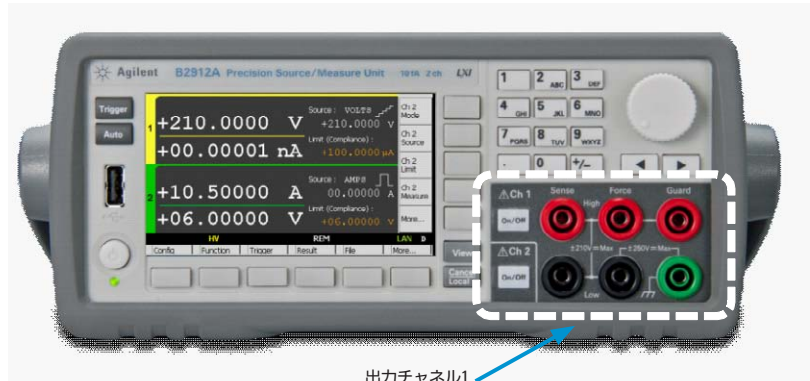 Agilent B2912A Precision Source/Measure Unit 2ch LXI
Trigger
Auto
1 +210.0000 V
Source: VOLTS
+210.0000 V
+00.00001 nA
Limit (Compliance):
+100.0000 µA
2 +10.50000 A
Source: AMPS
00.00000 A
+06.00000 V
Limit (Compliance):
+06.00000 V
Ch 2 Mode
Ch 2 Source
Ch 2 Limit
Ch 2 Measure
More...
HV REM LAN
Config Function Trigger Result File More...
View
Cancel
Local
1 2 ABC 3 DEF
4 GHI 5 JKL 6 MNO
7 PQRS 8 TUV 9 WXYZ
. 0 +/–
Ch 1 Sense Force Guard
High
On/Off
±210V Max ±250V Max
Ch 2
On/Off
Low
出力チャネル1